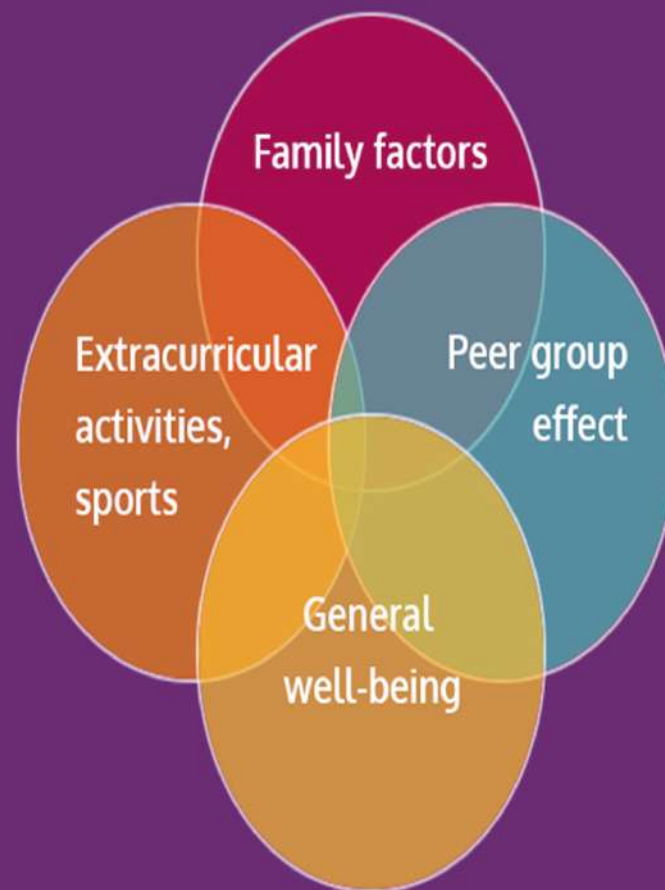 Family factors
Extracurricular
activities,
sports
Peer group
effect
General
well-being